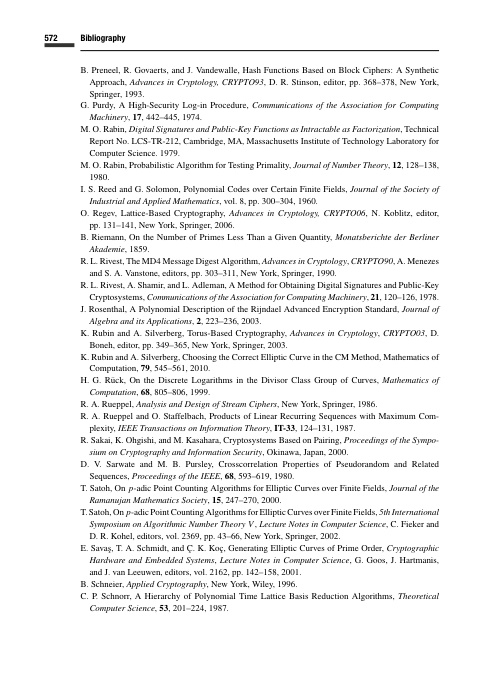 572 Bibliography
B. Preneel, R. Govaerts, and J. Vandewalle, Hash Functions Based on Block Ciphers: A Synthetic
Approach, Advances in Cryptology, CRYPTO93, D. R. Stinson, editor, pp. 368–378, New York,
Springer, 1993.
G. Purdy, A High-Security Log-in Procedure, Communications of the Association for Computing
Machinery, 17, 442–445, 1974.
M. O. Rabin, Digital Signatures and Public-Key Functions as Intractable as Factorization, Technical
Report No. LCS-TR-212, Cambridge, MA, Massachusetts Institute of Technology Laboratory for
Computer Science. 1979.
M. O. Rabin, Probabilistic Algorithm for Testing Primality, Journal of Number Theory, 12, 128–138,
1980.
I. S. Reed and G. Solomon, Polynomial Codes over Certain Finite Fields, Journal of the Society of
Industrial and Applied Mathematics, vol. 8, pp. 300–304, 1960.
O. Regev, Lattice-Based Cryptography, Advances in Cryptology, CRYPTO06, N. Koblitz, editor,
pp. 131–141, New York, Springer, 2006.
B. Riemann, On the Number of Primes Less Than a Given Quantity, Monatsberichte der Berliner
Akademie, 1859.
R. L. Rivest, The MD4 Message Digest Algorithm, Advances in Cryptology, CRYPTO90, A. Menezes
and S. A. Vanstone, editors, pp. 303–311, New York, Springer, 1990.
R. L. Rivest, A. Shamir, and L. Adleman, A Method for Obtaining Digital Signatures and Public-Key
Cryptosystems, Communications of the Association for Computing Machinery, 21, 120–126, 1978.
J. Rosenthal, A Polynomial Description of the Rijndael Advanced Encryption Standard, Journal of
Algebra and its Applications, 2, 223–236, 2003.
K. Rubin and A. Silverberg, Torus-Based Cryptography, Advances in Cryptology, CRYPTO03, D.
Boneh, editor, pp. 349–365, New York, Springer, 2003.
K. Rubin and A. Silverberg, Choosing the Correct Elliptic Curve in the CM Method, Mathematics of
Computation, 79, 545–561, 2010.
H. G. Rück, On the Discrete Logarithms in the Divisor Class Group of Curves, Mathematics of
Computation, 68, 805–806, 1999.
R. A. Rueppel, Analysis and Design of Stream Ciphers, New York, Springer, 1986.
R. A. Rueppel and O. Staffelbach, Products of Linear Recurring Sequences with Maximum Com-
plexity, IEEE Transactions on Information Theory, IT-33, 124–131, 1987.
R. Sakai, K. Ohgishi, and M. Kasahara, Cryptosystems Based on Pairing, Proceedings of the Sympo-
sium on Cryptography and Information Security, Okinawa, Japan, 2000.
D. V. Sarwate and M. B. Pursley, Crosscorrelation Properties of Pseudorandom and Related
Sequences, Proceedings of the IEEE, 68, 593–619, 1980.
T. Satoh, On p-adic Point Counting Algorithms for Elliptic Curves over Finite Fields, Journal of the
Ramanujan Mathematics Society, 15, 247–270, 2000.
T. Satoh, On p-adic Point Counting Algorithms for Elliptic Curves over Finite Fields, 5th International
Symposium on Algorithmic Number Theory V, Lecture Notes in Computer Science, C. Fieker and
D. R. Kohel, editors, vol. 2369, pp. 43–66, New York, Springer, 2002.
E. Savaş, T. A. Schmidt, and Ç. K. Koç, Generating Elliptic Curves of Prime Order, Cryptographic
Hardware and Embedded Systems, Lecture Notes in Computer Science, G. Goos, J. Hartmanis,
and J. van Leeuwen, editors, vol. 2162, pp. 142–158, 2001.
B. Schneier, Applied Cryptography, New York, Wiley, 1996.
C. P. Schnorr, A Hierarchy of Polynomial Time Lattice Basis Reduction Algorithms, Theoretical
Computer Science, 53, 201–224, 1987.